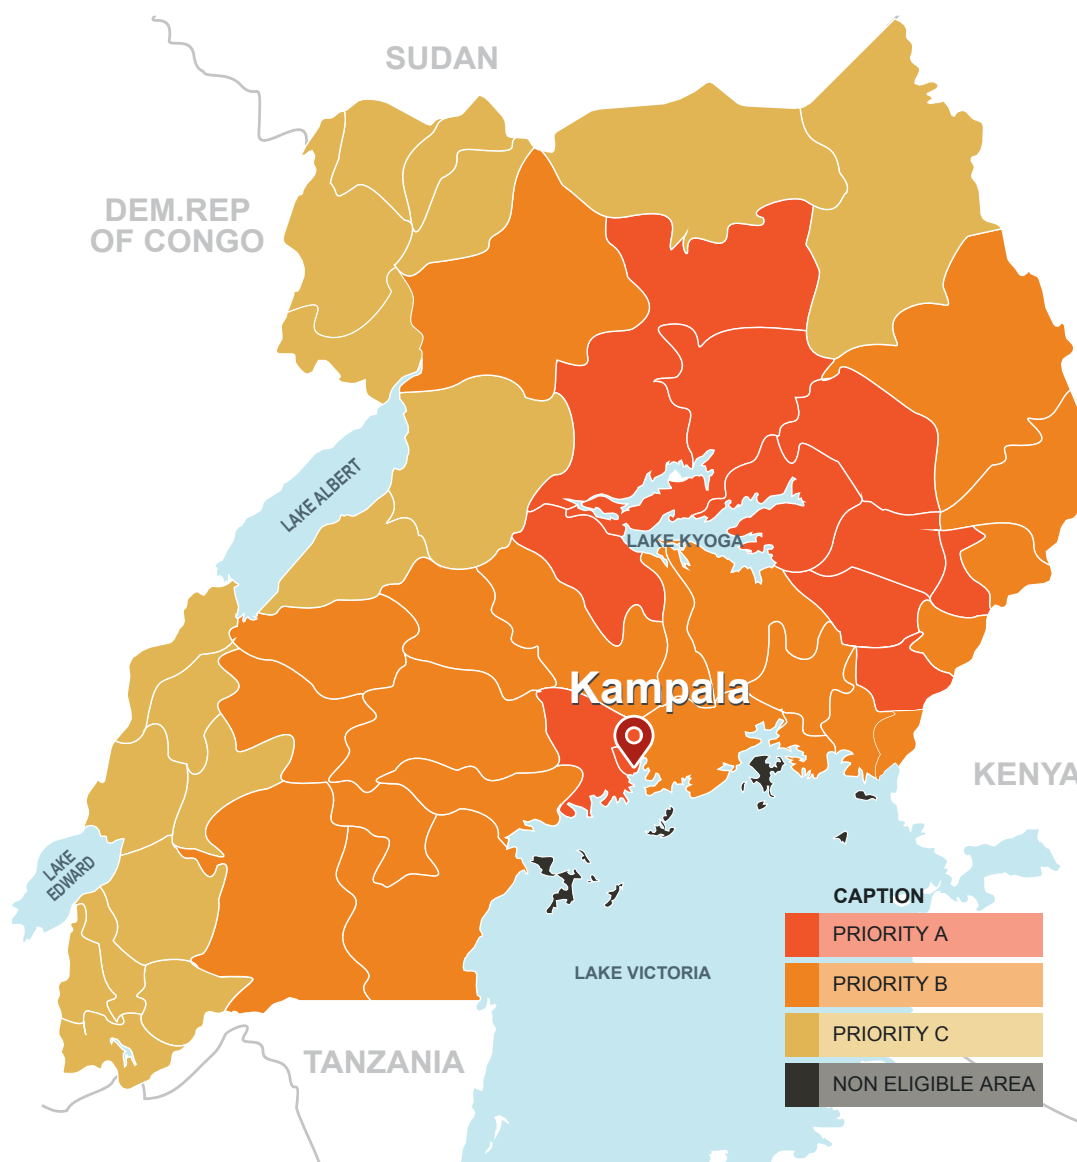 SUDAN
DEM.REP
OF CONGO
LAKE ALBERT
LAKE KYOGA
Kampala
KENYA
LAKE
EDWARD
CAPTION
PRIORITY A
LAKE VICTORIA
PRIORITY B
PRIORITY C
TANZANIA
NON ELIGIBLE AREA